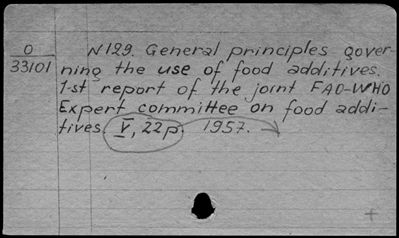 O N129. General principles gover-
33101 ning the use of food additives.
1-st report of the joint FAO-WHO
Expert committee on food addi-
tives. V, 22p. 1957.
+